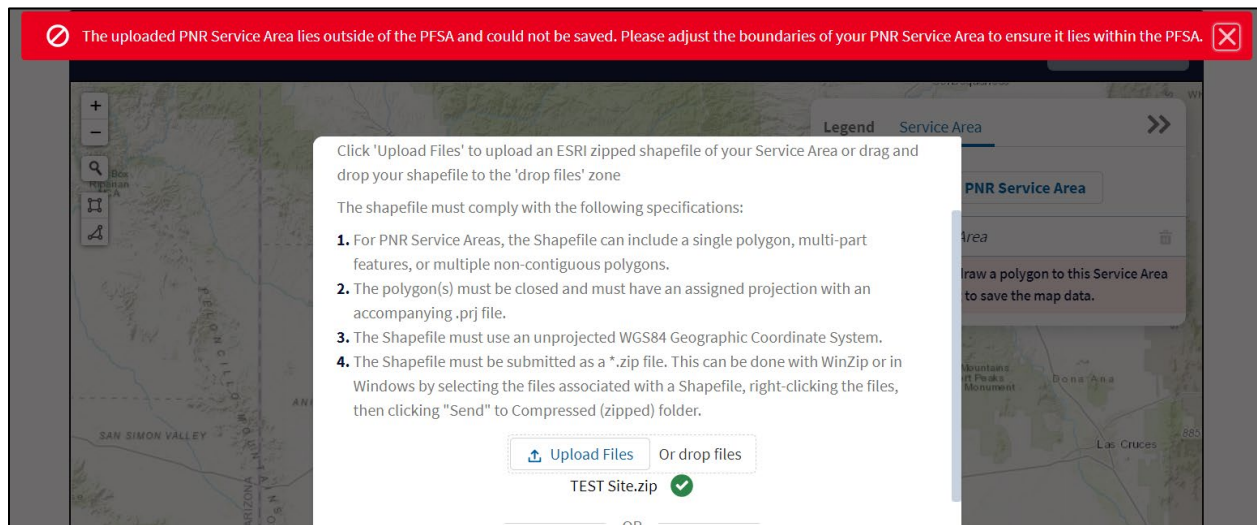 The uploaded PNR Service Area lies outside of the PFSA and could not be saved. Please adjust the boundaries of your PNR Service Area to ensure it lies within the PFSA.
Legend Service Area
Click 'Upload Files' to upload an ESRI zipped shapefile of your Service Area or drag and
drop your shapefile to the 'drop files' zone
The shapefile must comply with the following specifications:
PNR Service Area
1. For PNR Service Areas, the Shapefile can include a single polygon, multi-part
features, or multiple non-contiguous polygons.
Area
2. The polygon(s) must be closed and must have an assigned projection with an
accompanying .prj file.
raw a polygon to this Service Area
to save the map data.
3. The Shapefile must use an unprojected WGS84 Geographic Coordinate System.
4. The Shapefile must be submitted as a *.zip file. This can be done with WinZip or in
Windows by selecting the files associated with a Shapefile, right-clicking the files,
then clicking "Send" to Compressed (zipped) folder.
Mountains
Monument
Dona Ana
SAN SIMON VALLEY
Las Cruces
885
Upload Files Or drop files
TEST Site.zip
ARIZONA
OR